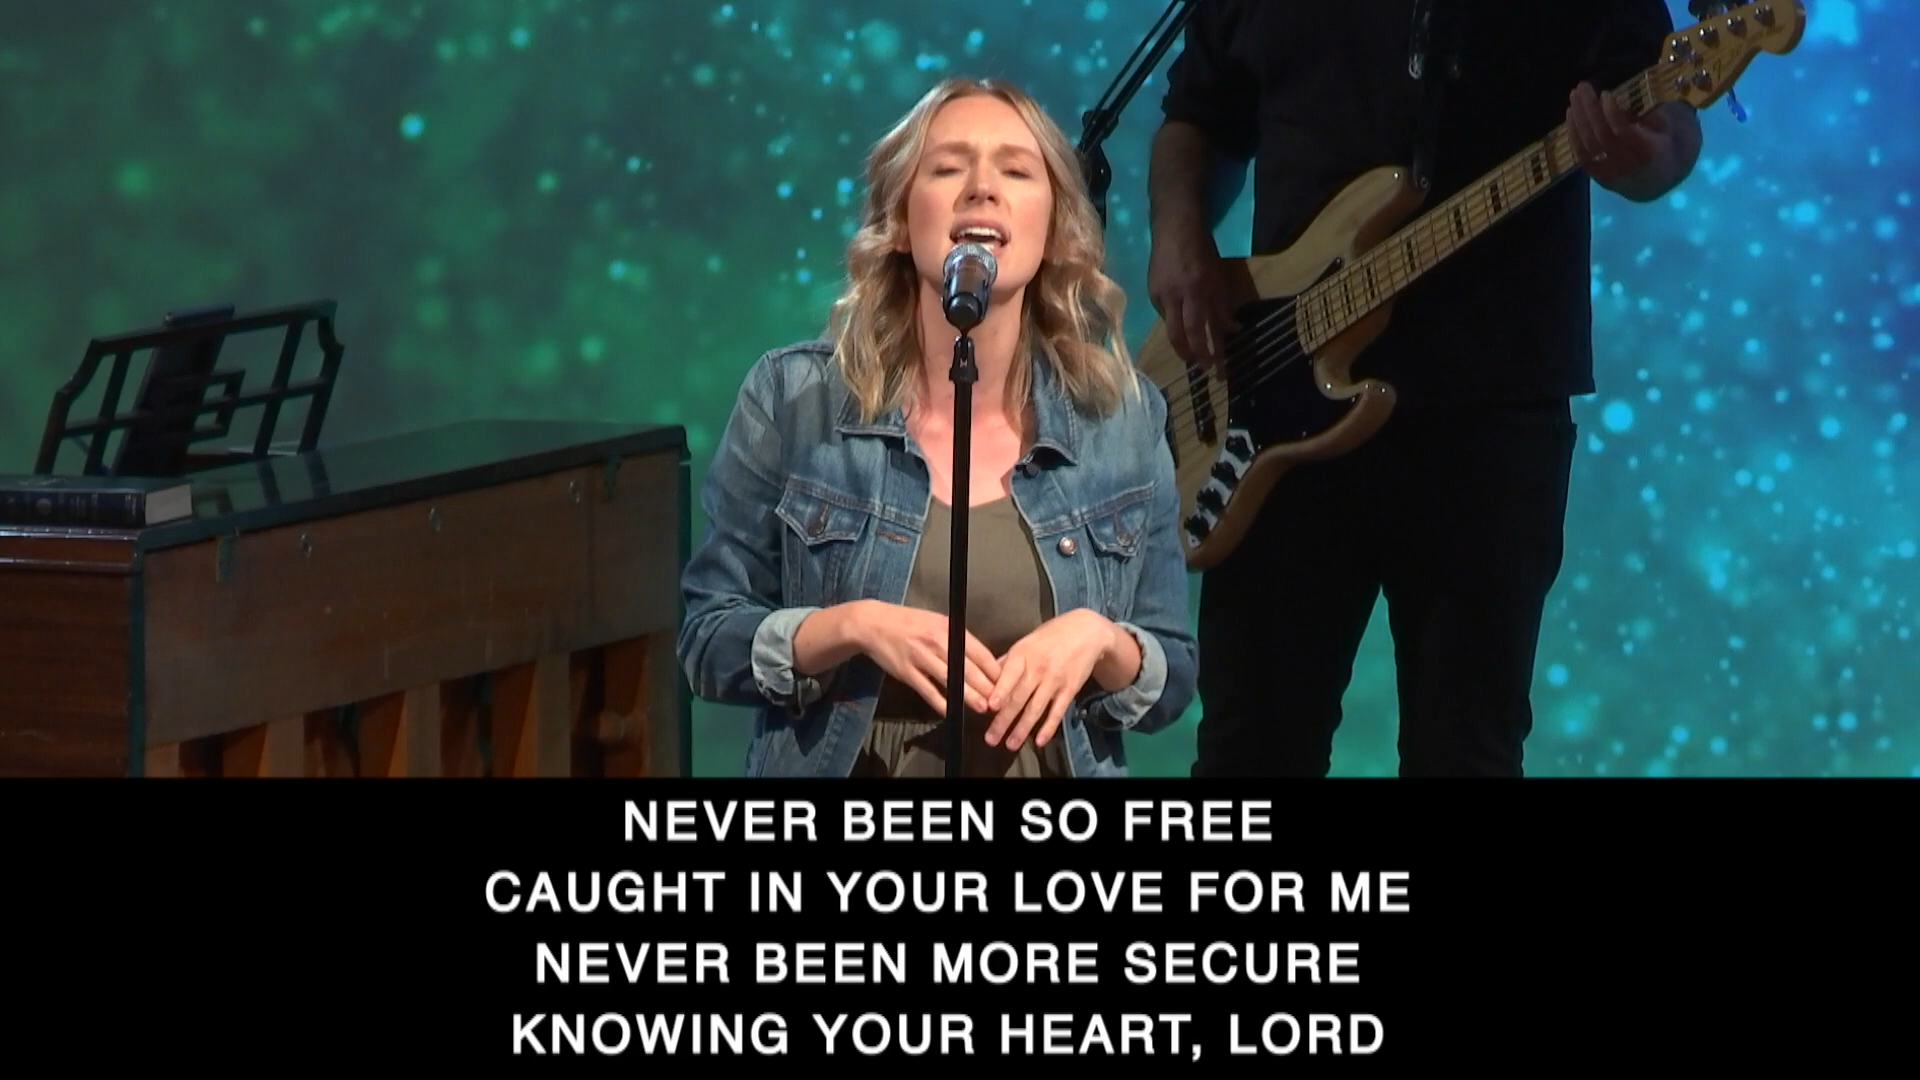 NEVER BEEN SO FREE
CAUGHT IN YOUR LOVE FOR ME
NEVER BEEN MORE SECURE
KNOWING YOUR HEART, LORD